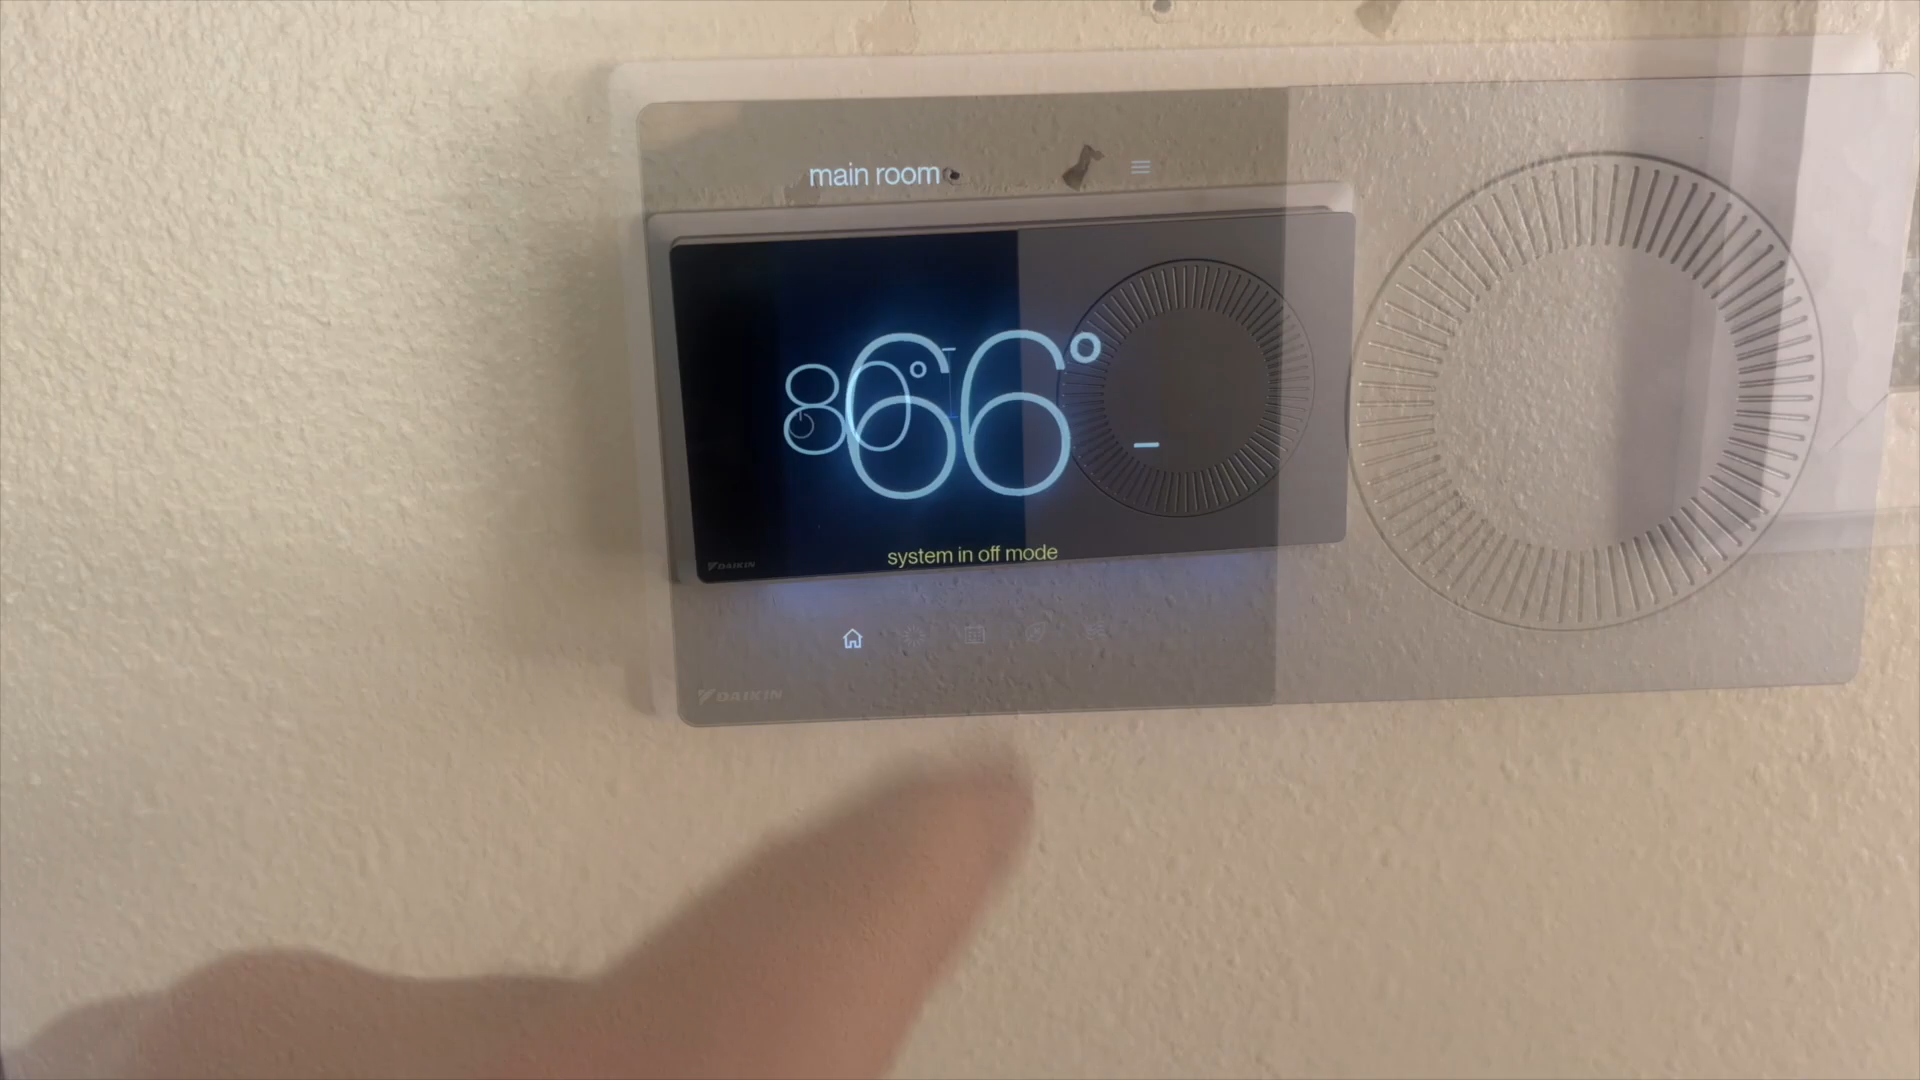 main room
80°
66°
system in off mode
DAIKIN
DAIKIN